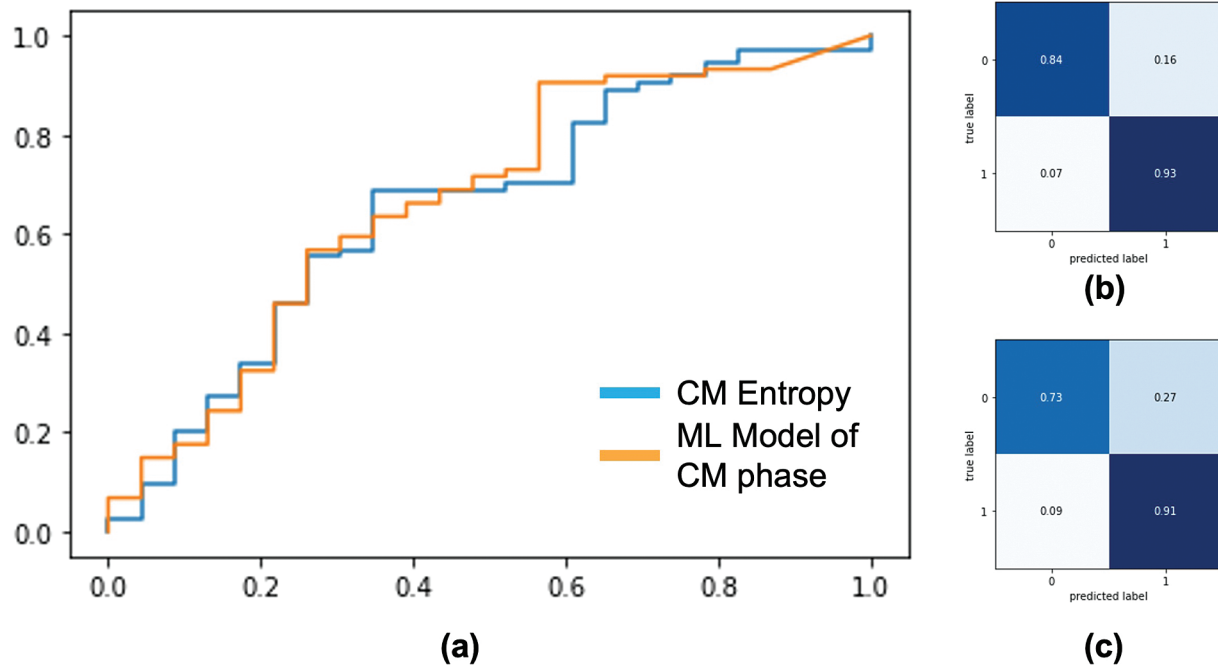 1.0
0.8
0.6
0.4
0.2
0.0
0.0 0.2 0.4 0.6 0.8 1.0
CM Entropy
ML Model of
CM phase
(a)
true label
0
1
0.84 0.16
0.07 0.93
0 1
predicted label
(b)
true label
0
1
0.73 0.27
0.09 0.91
0 1
predicted label
(c)